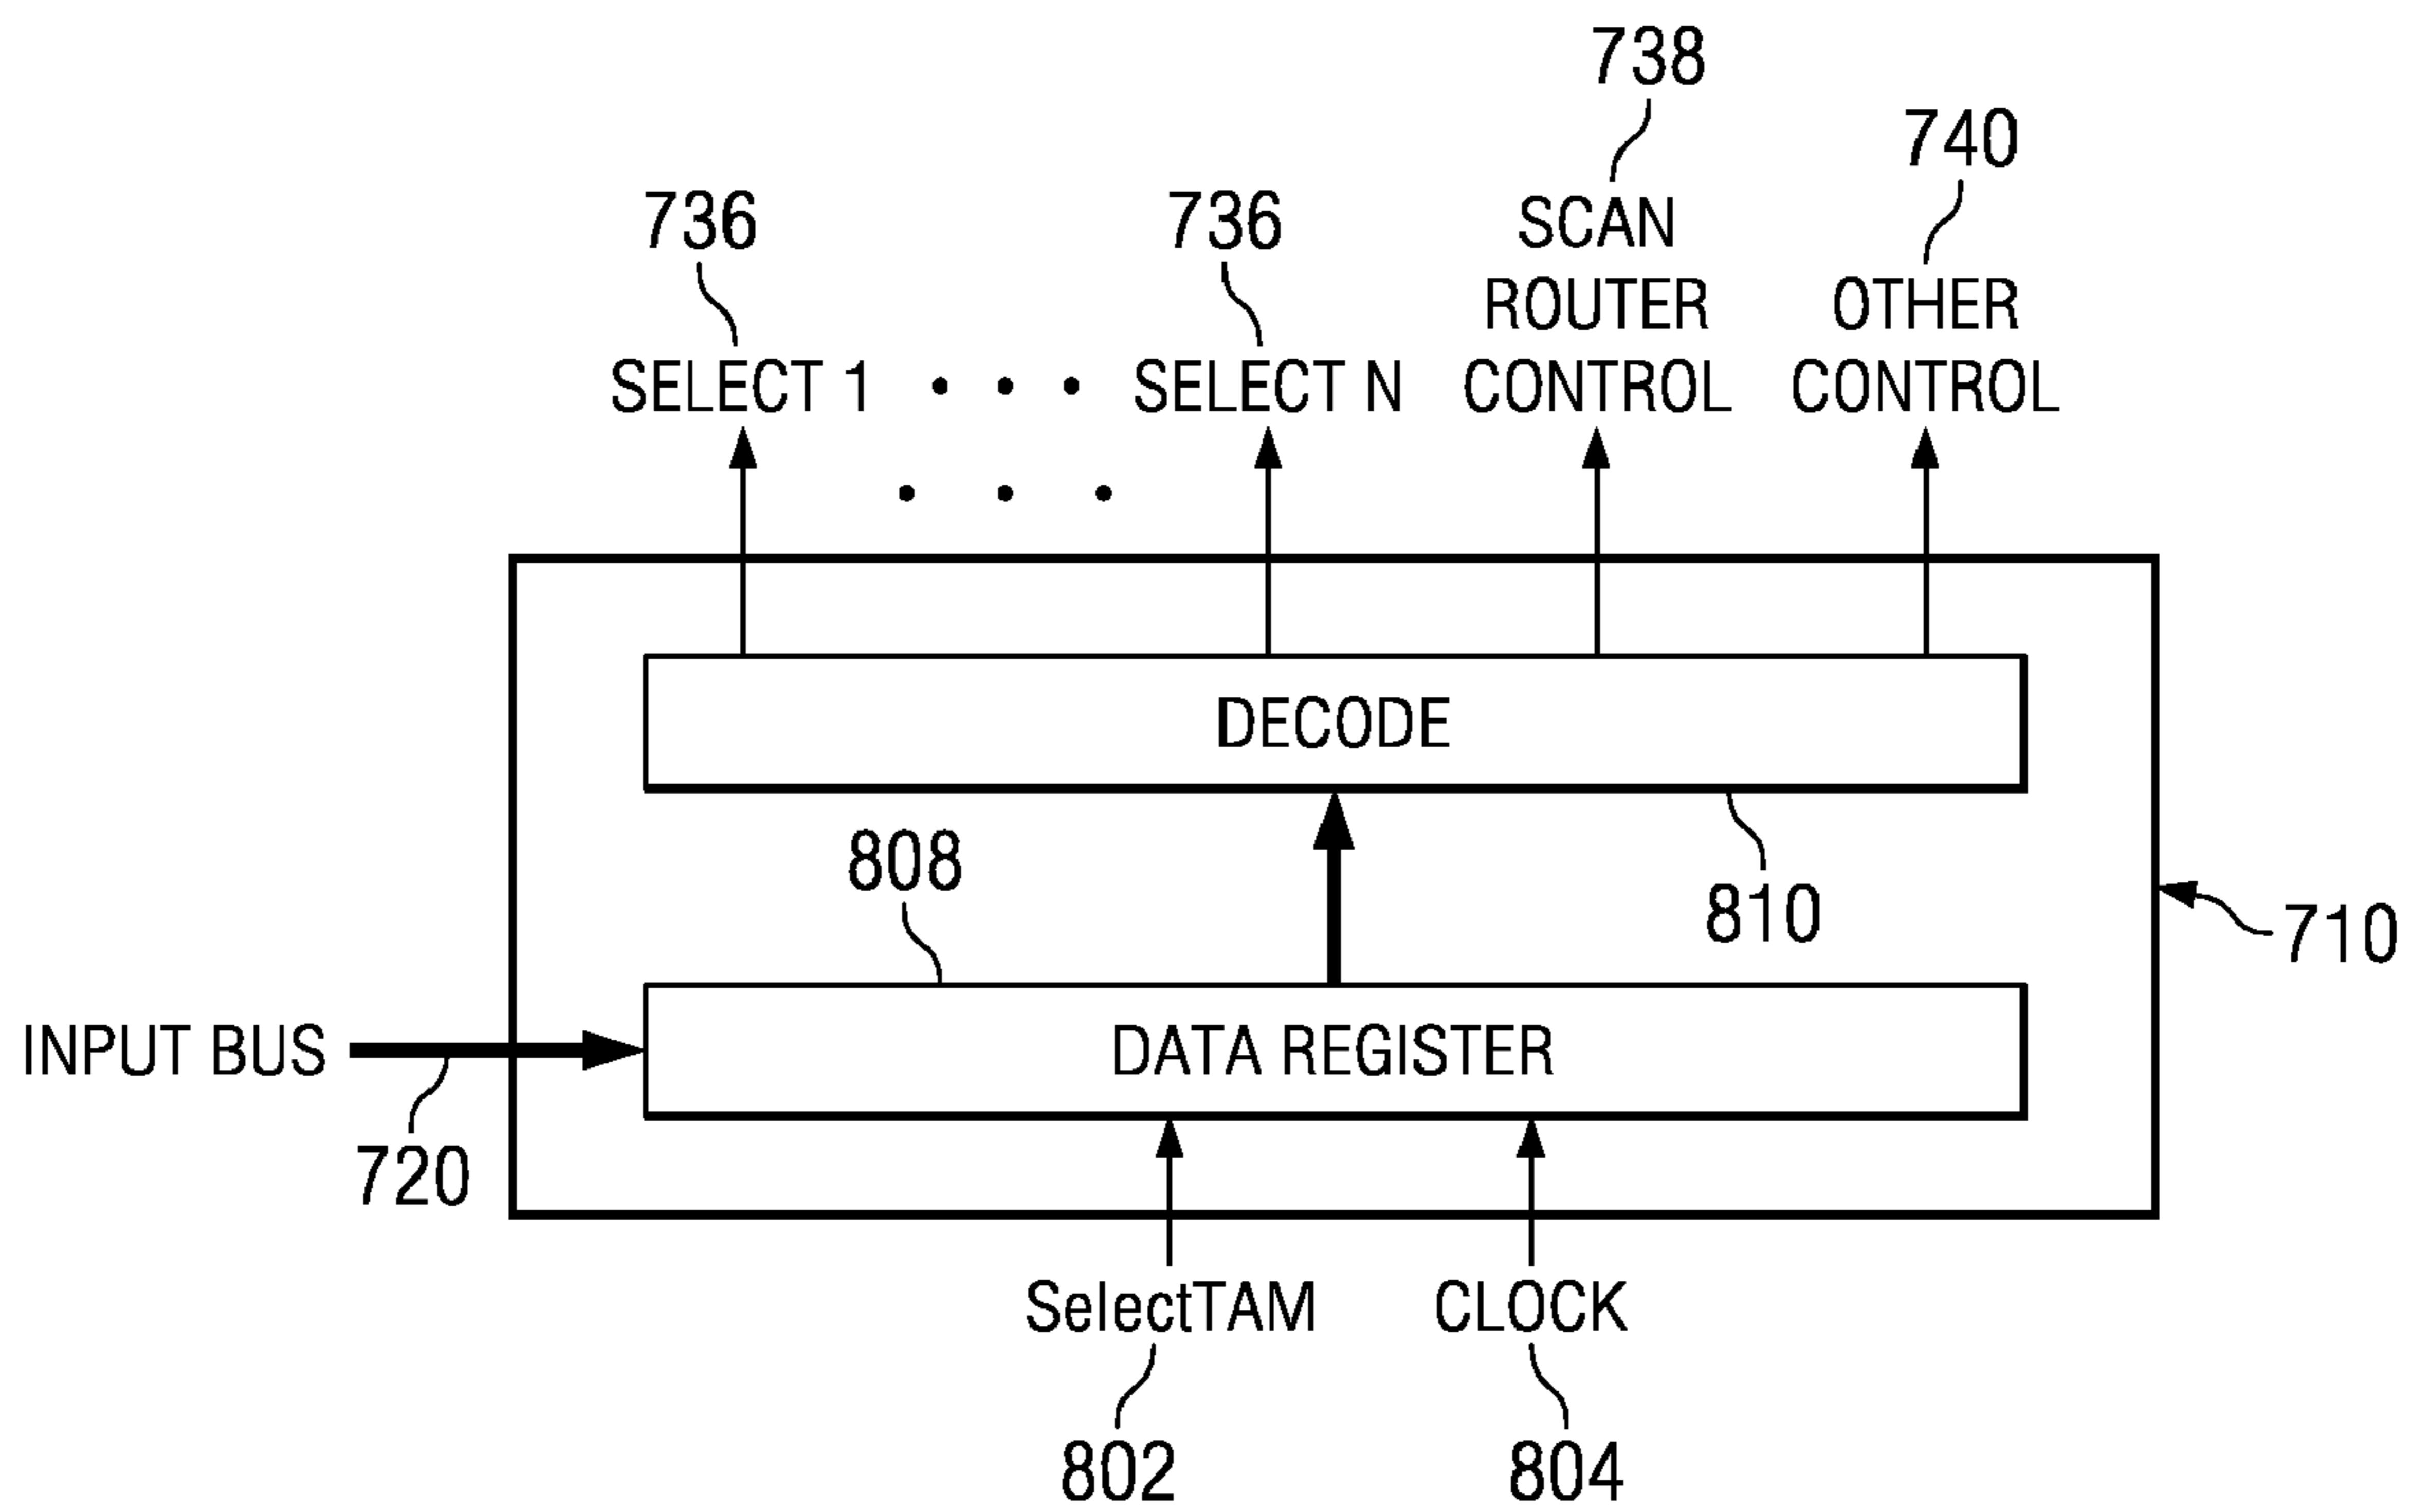 738
740
736
736
SCAN
ROUTER
CONTROL
OTHER
CONTROL
SELECT 1 • • • SELECT N
• • •
DECODE
808
810
710
INPUT BUS
DATA REGISTER
720
SelectTAM
CLOCK
802
804